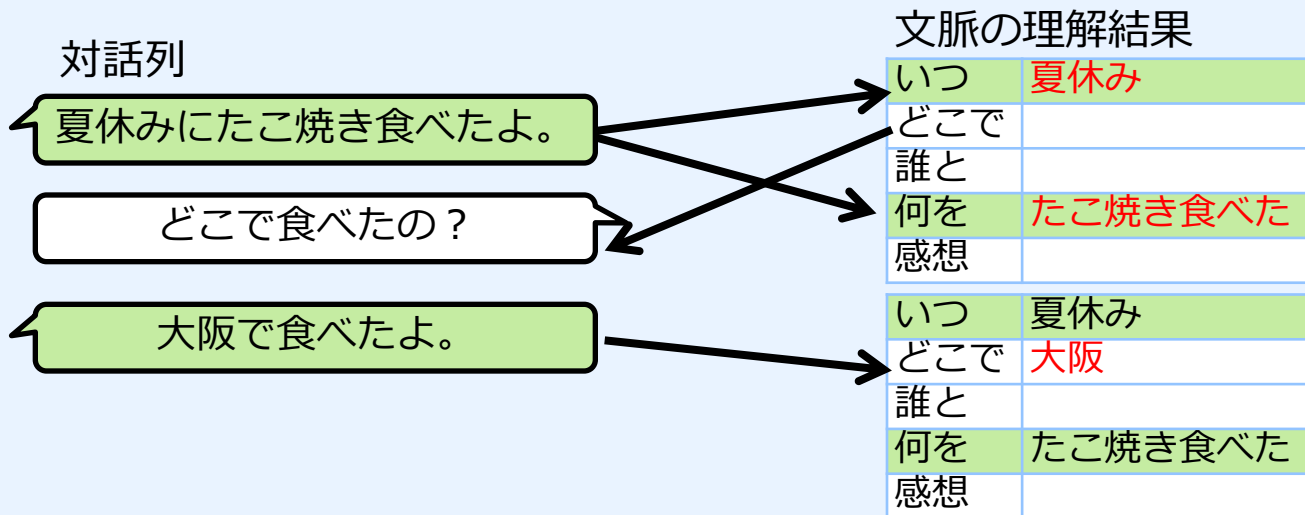 対話列
夏休みにたこ焼き食べたよ。
どこで食べたの？
大阪で食べたよ。
文脈の理解結果
いつ 夏休み
どこで
誰と
何を たこ焼き食べた
感想
いつ 夏休み
どこで 大阪
誰と
何を たこ焼き食べた
感想